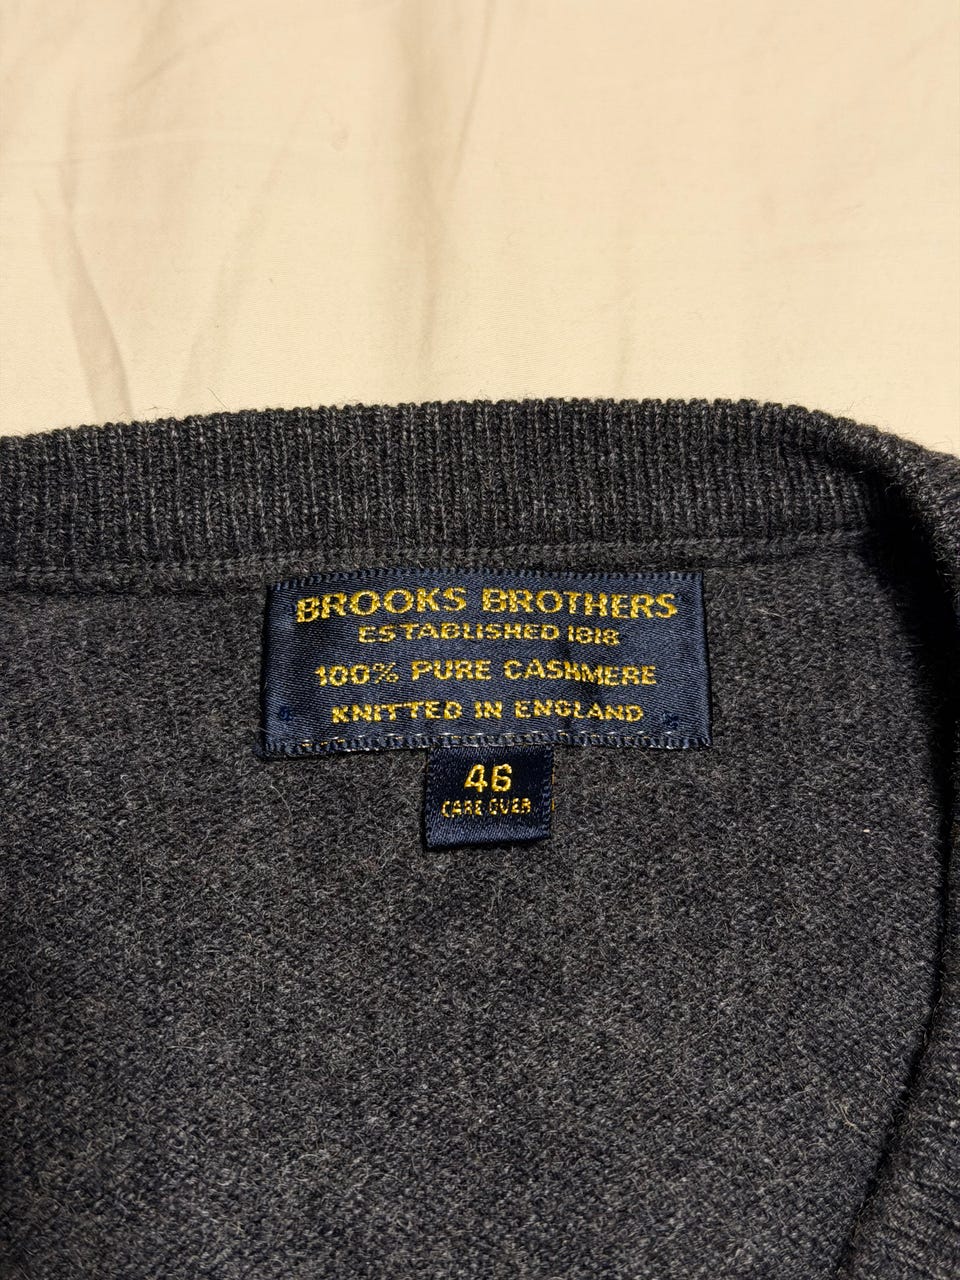 BROOKS BROTHERS
ESTABLISHED 1818
100% PURE CASHMERE
KNITTED IN ENGLAND
46
CARE OVER